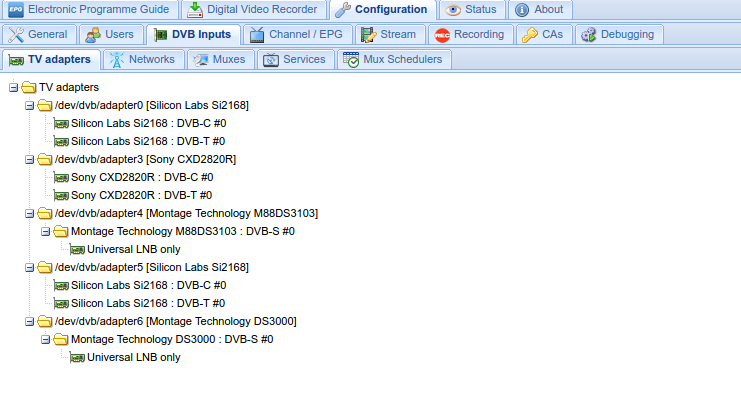 EPG Electronic Programme Guide Digital Video Recorder Configuration Status About
General Users DVB Inputs Channel / EPG Stream REC Recording CAs Debugging
TV adapters Networks Muxes Services Mux Schedulers
TV adapters
/dev/dvb/adapter0 [Silicon Labs Si2168]
Silicon Labs Si2168 : DVB-C #0
Silicon Labs Si2168 : DVB-T #0
/dev/dvb/adapter3 [Sony CXD2820R]
Sony CXD2820R : DVB-C #0
Sony CXD2820R : DVB-T #0
/dev/dvb/adapter4 [Montage Technology M88DS3103]
Montage Technology M88DS3103 : DVB-S #0
Universal LNB only
/dev/dvb/adapter5 [Silicon Labs Si2168]
Silicon Labs Si2168 : DVB-C #0
Silicon Labs Si2168 : DVB-T #0
/dev/dvb/adapter6 [Montage Technology DS3000]
Montage Technology DS3000 : DVB-S #0
Universal LNB only